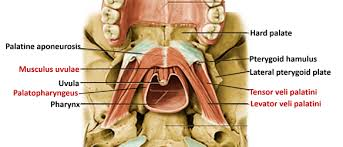 Hard palate
Palatine aponeurosis
Pterygoid hamulus
Musculus uvulae
Lateral pterygoid plate
Uvula
Palatopharyngeus
Tensor veli palatini
Pharynx
Levator veli palatini